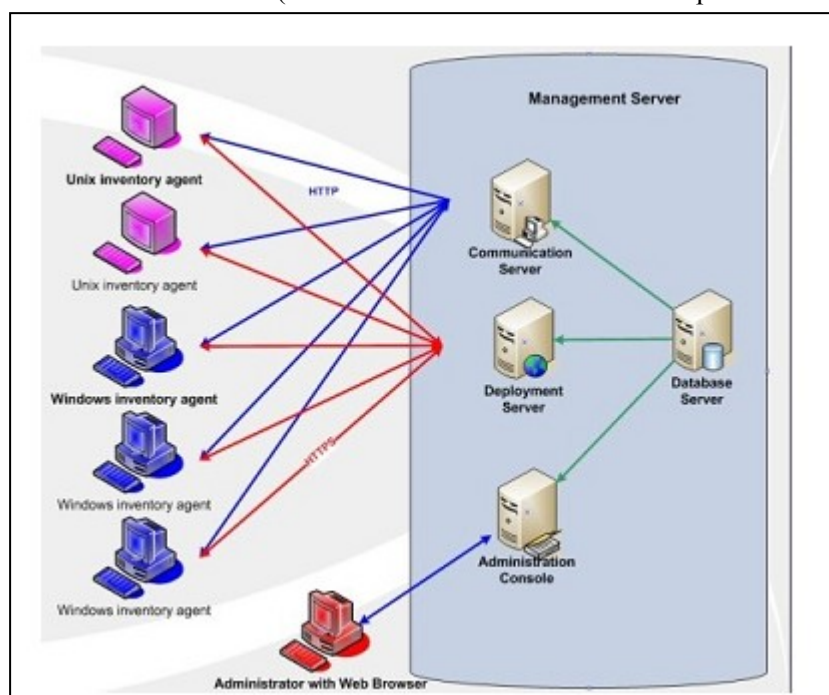 Management Server
Unix inventory agent
HTTP
Communication
Server
Unix inventory agent
Windows inventory agent
Deployment
Server
Database
Server
Windows inventory agent
HTTPS
Windows inventory agent
Administration
Console
Administrator with Web Browser